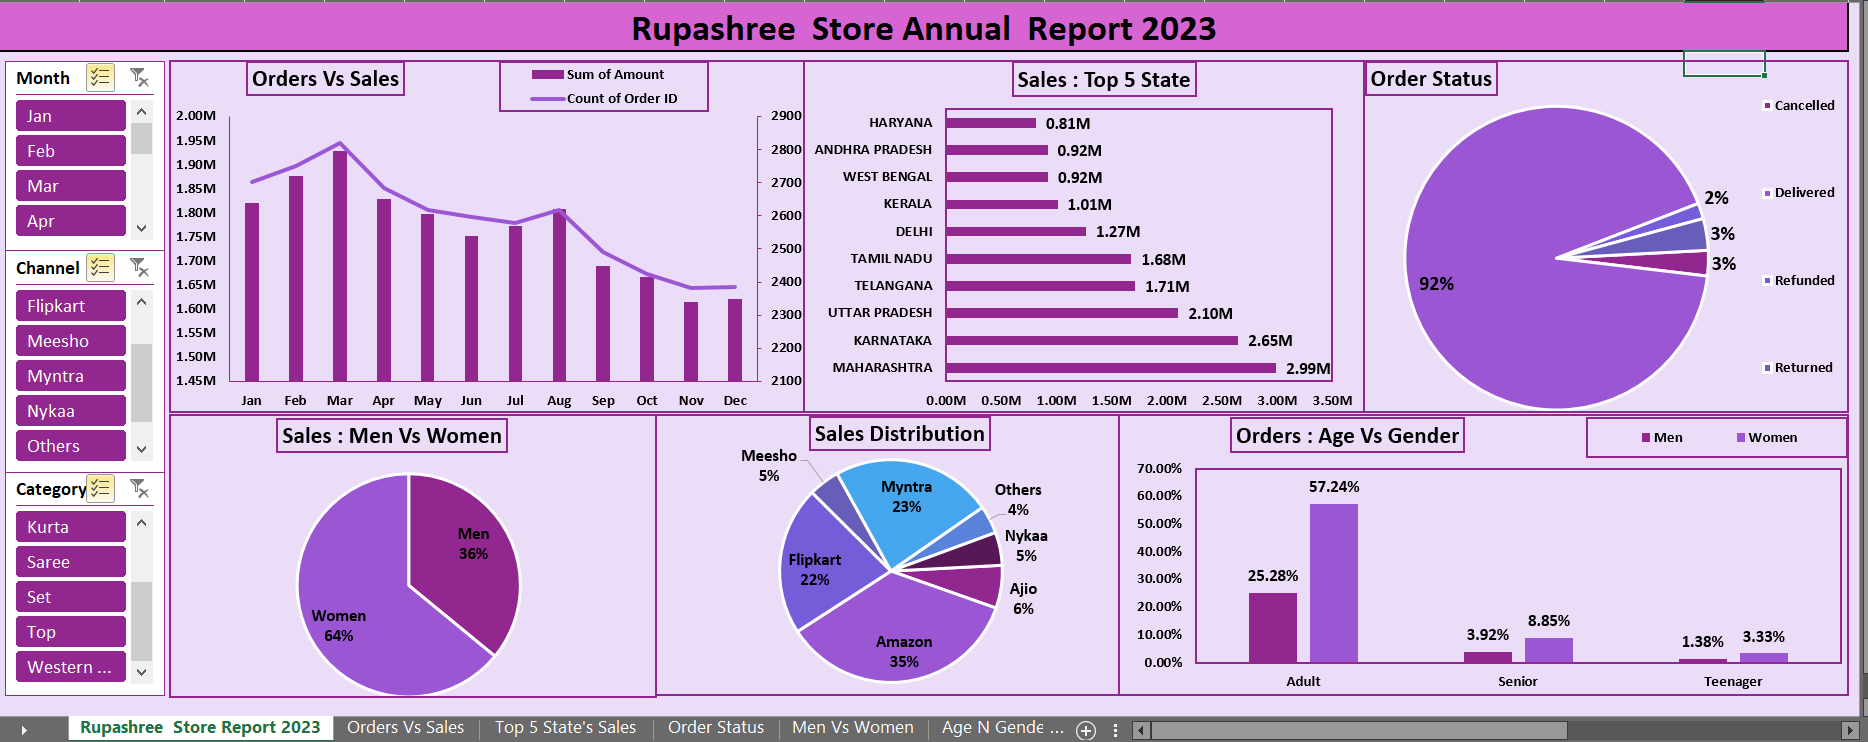 Rupashree  Store Annual  Report 2023
Month
Jan
Feb
Mar
Apr
Channel
Flipkart
Meesho
Myntra
Nykaa
Others
Category
Kurta
Saree
Set
Top
Western ...
Orders Vs Sales
Sum of Amount
Count of Order ID
2.00M
1.95M
1.90M
1.85M
1.80M
1.75M
1.70M
1.65M
1.60M
1.55M
1.50M
1.45M
2900
2800
2700
2600
2500
2400
2300
2200
2100
Jan Feb Mar Apr May Jun Jul Aug Sep Oct Nov Dec
Sales : Top 5 State
HARYANA 0.81M
ANDHRA PRADESH 0.92M
WEST BENGAL 0.92M
KERALA 1.01M
DELHI 1.27M
TAMIL NADU 1.68M
TELANGANA 1.71M
UTTAR PRADESH 2.10M
KARNATAKA 2.65M
MAHARASHTRA 2.99M
0.00M 0.50M 1.00M 1.50M 2.00M 2.50M 3.00M 3.50M
Order Status
Cancelled
Delivered
Refunded
Returned
2%
3%
3%
92%
Sales : Men Vs Women
Men
36%
Women
64%
Sales Distribution
Meesho
5%
Myntra
23%
Others
4%
Nykaa
5%
Flipkart
22%
Ajio
6%
Amazon
35%
Orders : Age Vs Gender
Men Women
70.00%
60.00%
50.00%
40.00%
30.00%
20.00%
10.00%
0.00%
25.28% 57.24%
3.92% 8.85%
1.38% 3.33%
Adult Senior Teenager
Rupashree  Store Report 2023 Orders Vs Sales Top 5 State's Sales Order Status Men Vs Women Age N Gende ...